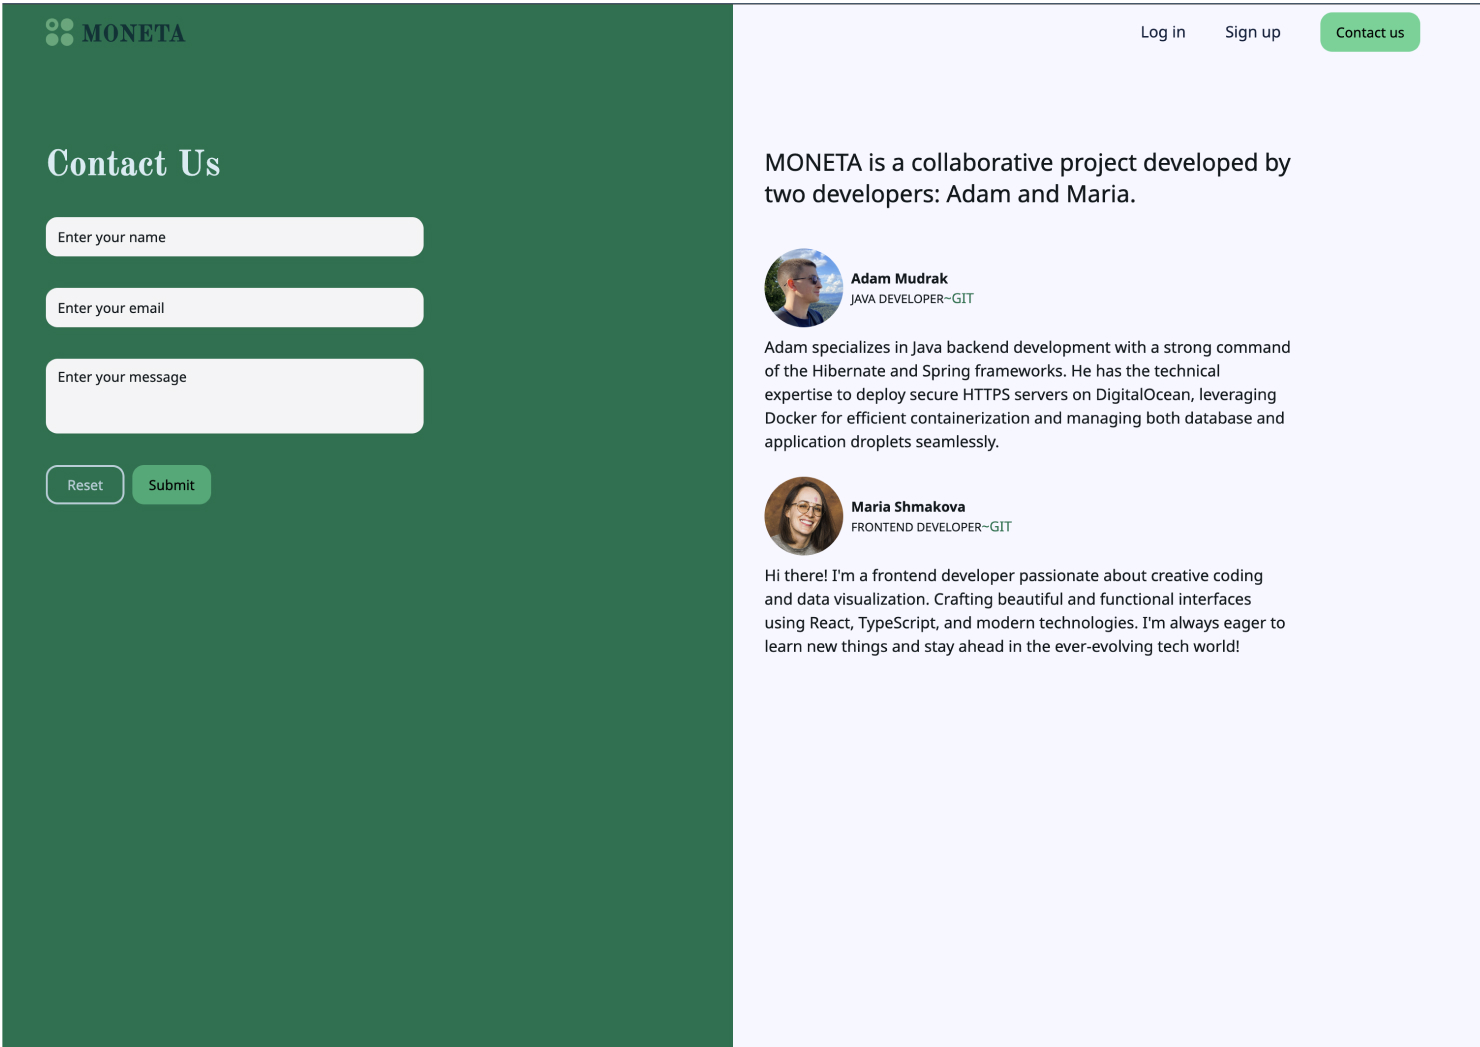 MONETA
Log in
Sign up
Contact us
Contact Us
Enter your name
Enter your email
Enter your message
Reset
Submit
MONETA is a collaborative project developed by
two developers: Adam and Maria.
Adam Mudrak
JAVA DEVELOPER~GIT
Adam specializes in Java backend development with a strong command
of the Hibernate and Spring frameworks. He has the technical
expertise to deploy secure HTTPS servers on DigitalOcean, leveraging
Docker for efficient containerization and managing both database and
application droplets seamlessly.
Maria Shmakova
FRONTEND DEVELOPER~GIT
Hi there! I'm a frontend developer passionate about creative coding
and data visualization. Crafting beautiful and functional interfaces
using React, TypeScript, and modern technologies. I'm always eager to
learn new things and stay ahead in the ever-evolving tech world!